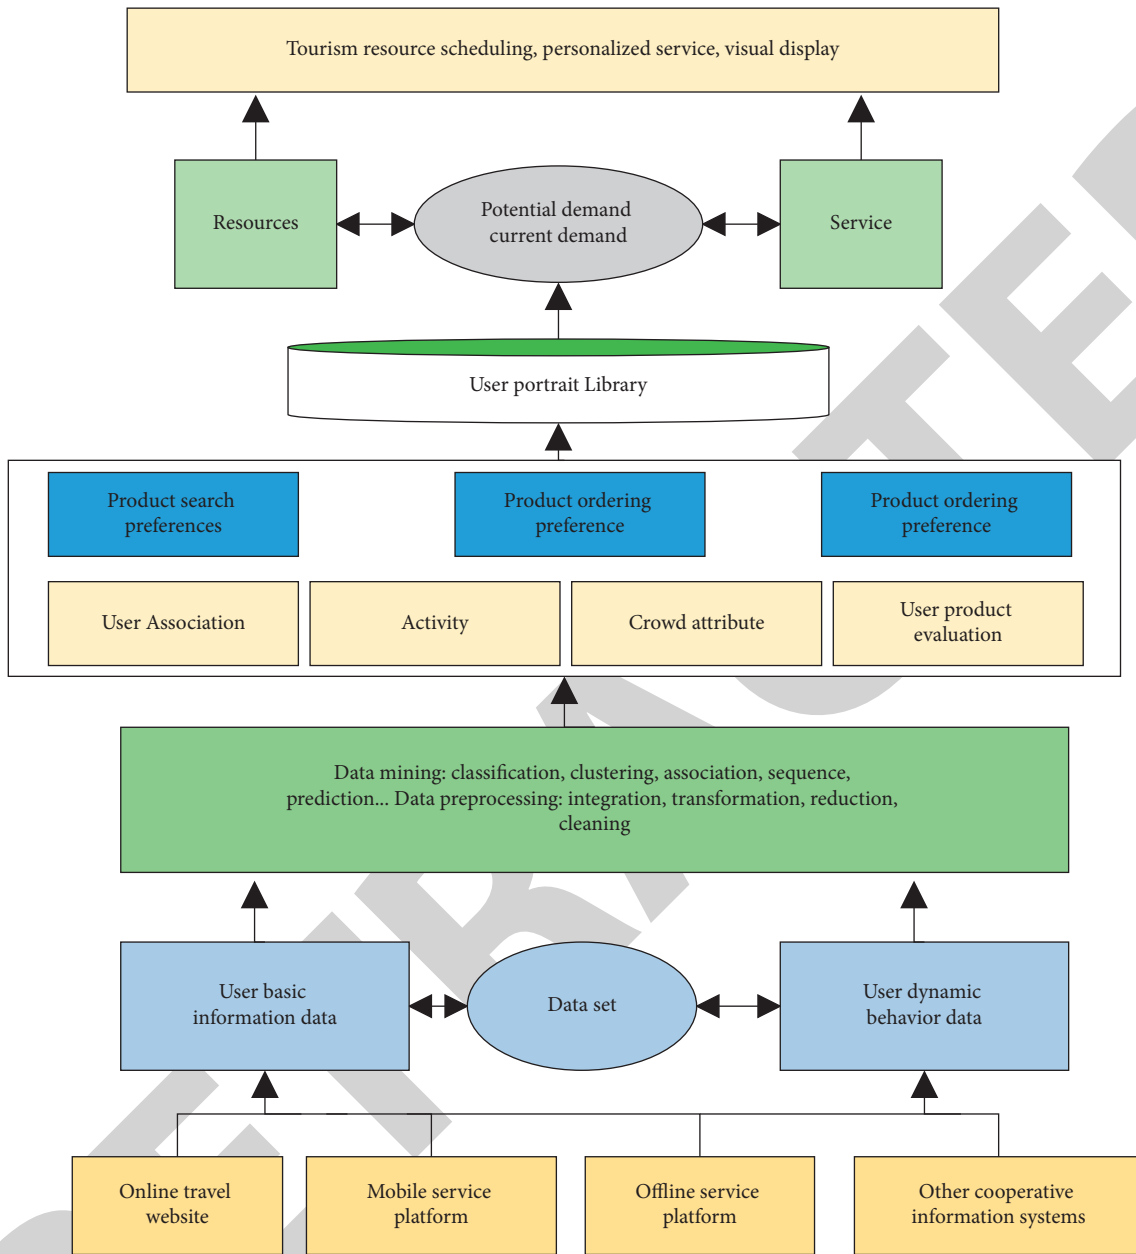 Tourism resource scheduling, personalized service, visual display
Resources
Potential demand
current demand
Service
User portrait Library
Product search
preferences
Product ordering
preference
Product ordering
preference
User Association
Activity
Crowd attribute
User product
evaluation
Data mining: classification, clustering, association, sequence,
prediction... Data preprocessing: integration, transformation, reduction,
cleaning
User basic
information data
Data set
User dynamic
behavior data
Online travel
website
Mobile service
platform
Offline service
platform
Other cooperative
information systems